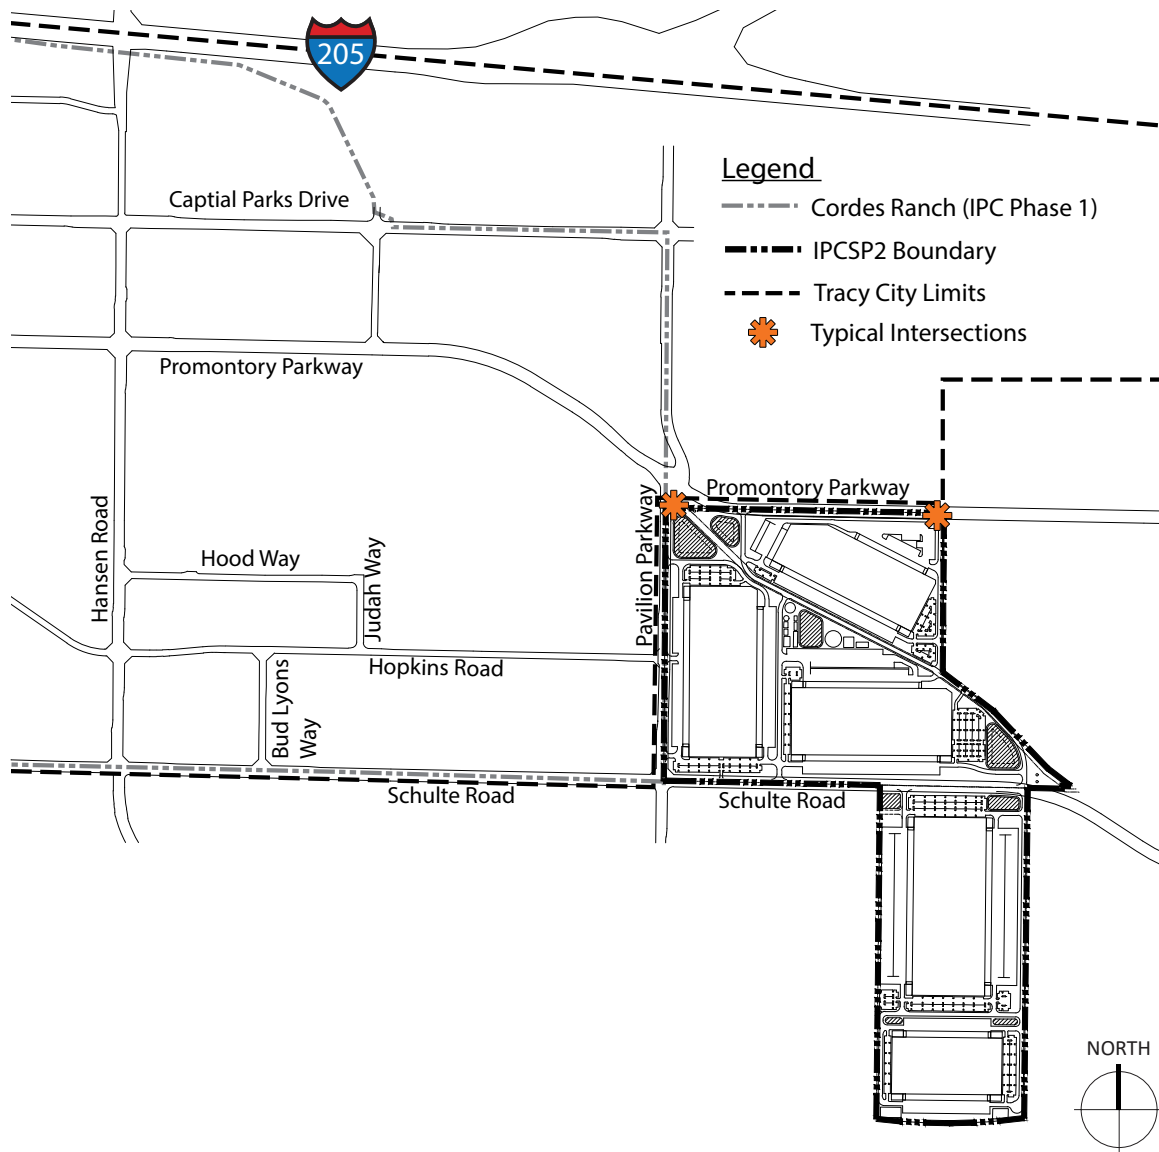 205
Legend
Captial Parks Drive
Cordes Ranch (IPC Phase 1)
IPCSP2 Boundary
Tracy City Limits
Typical Intersections
Promontory Parkway
Promontory Parkway
Pavilion Parkway
Hansen Road
Hood Way
Judah Way
Hopkins Road
Bud Lyons
Way
Schulte Road
Schulte Road
NORTH